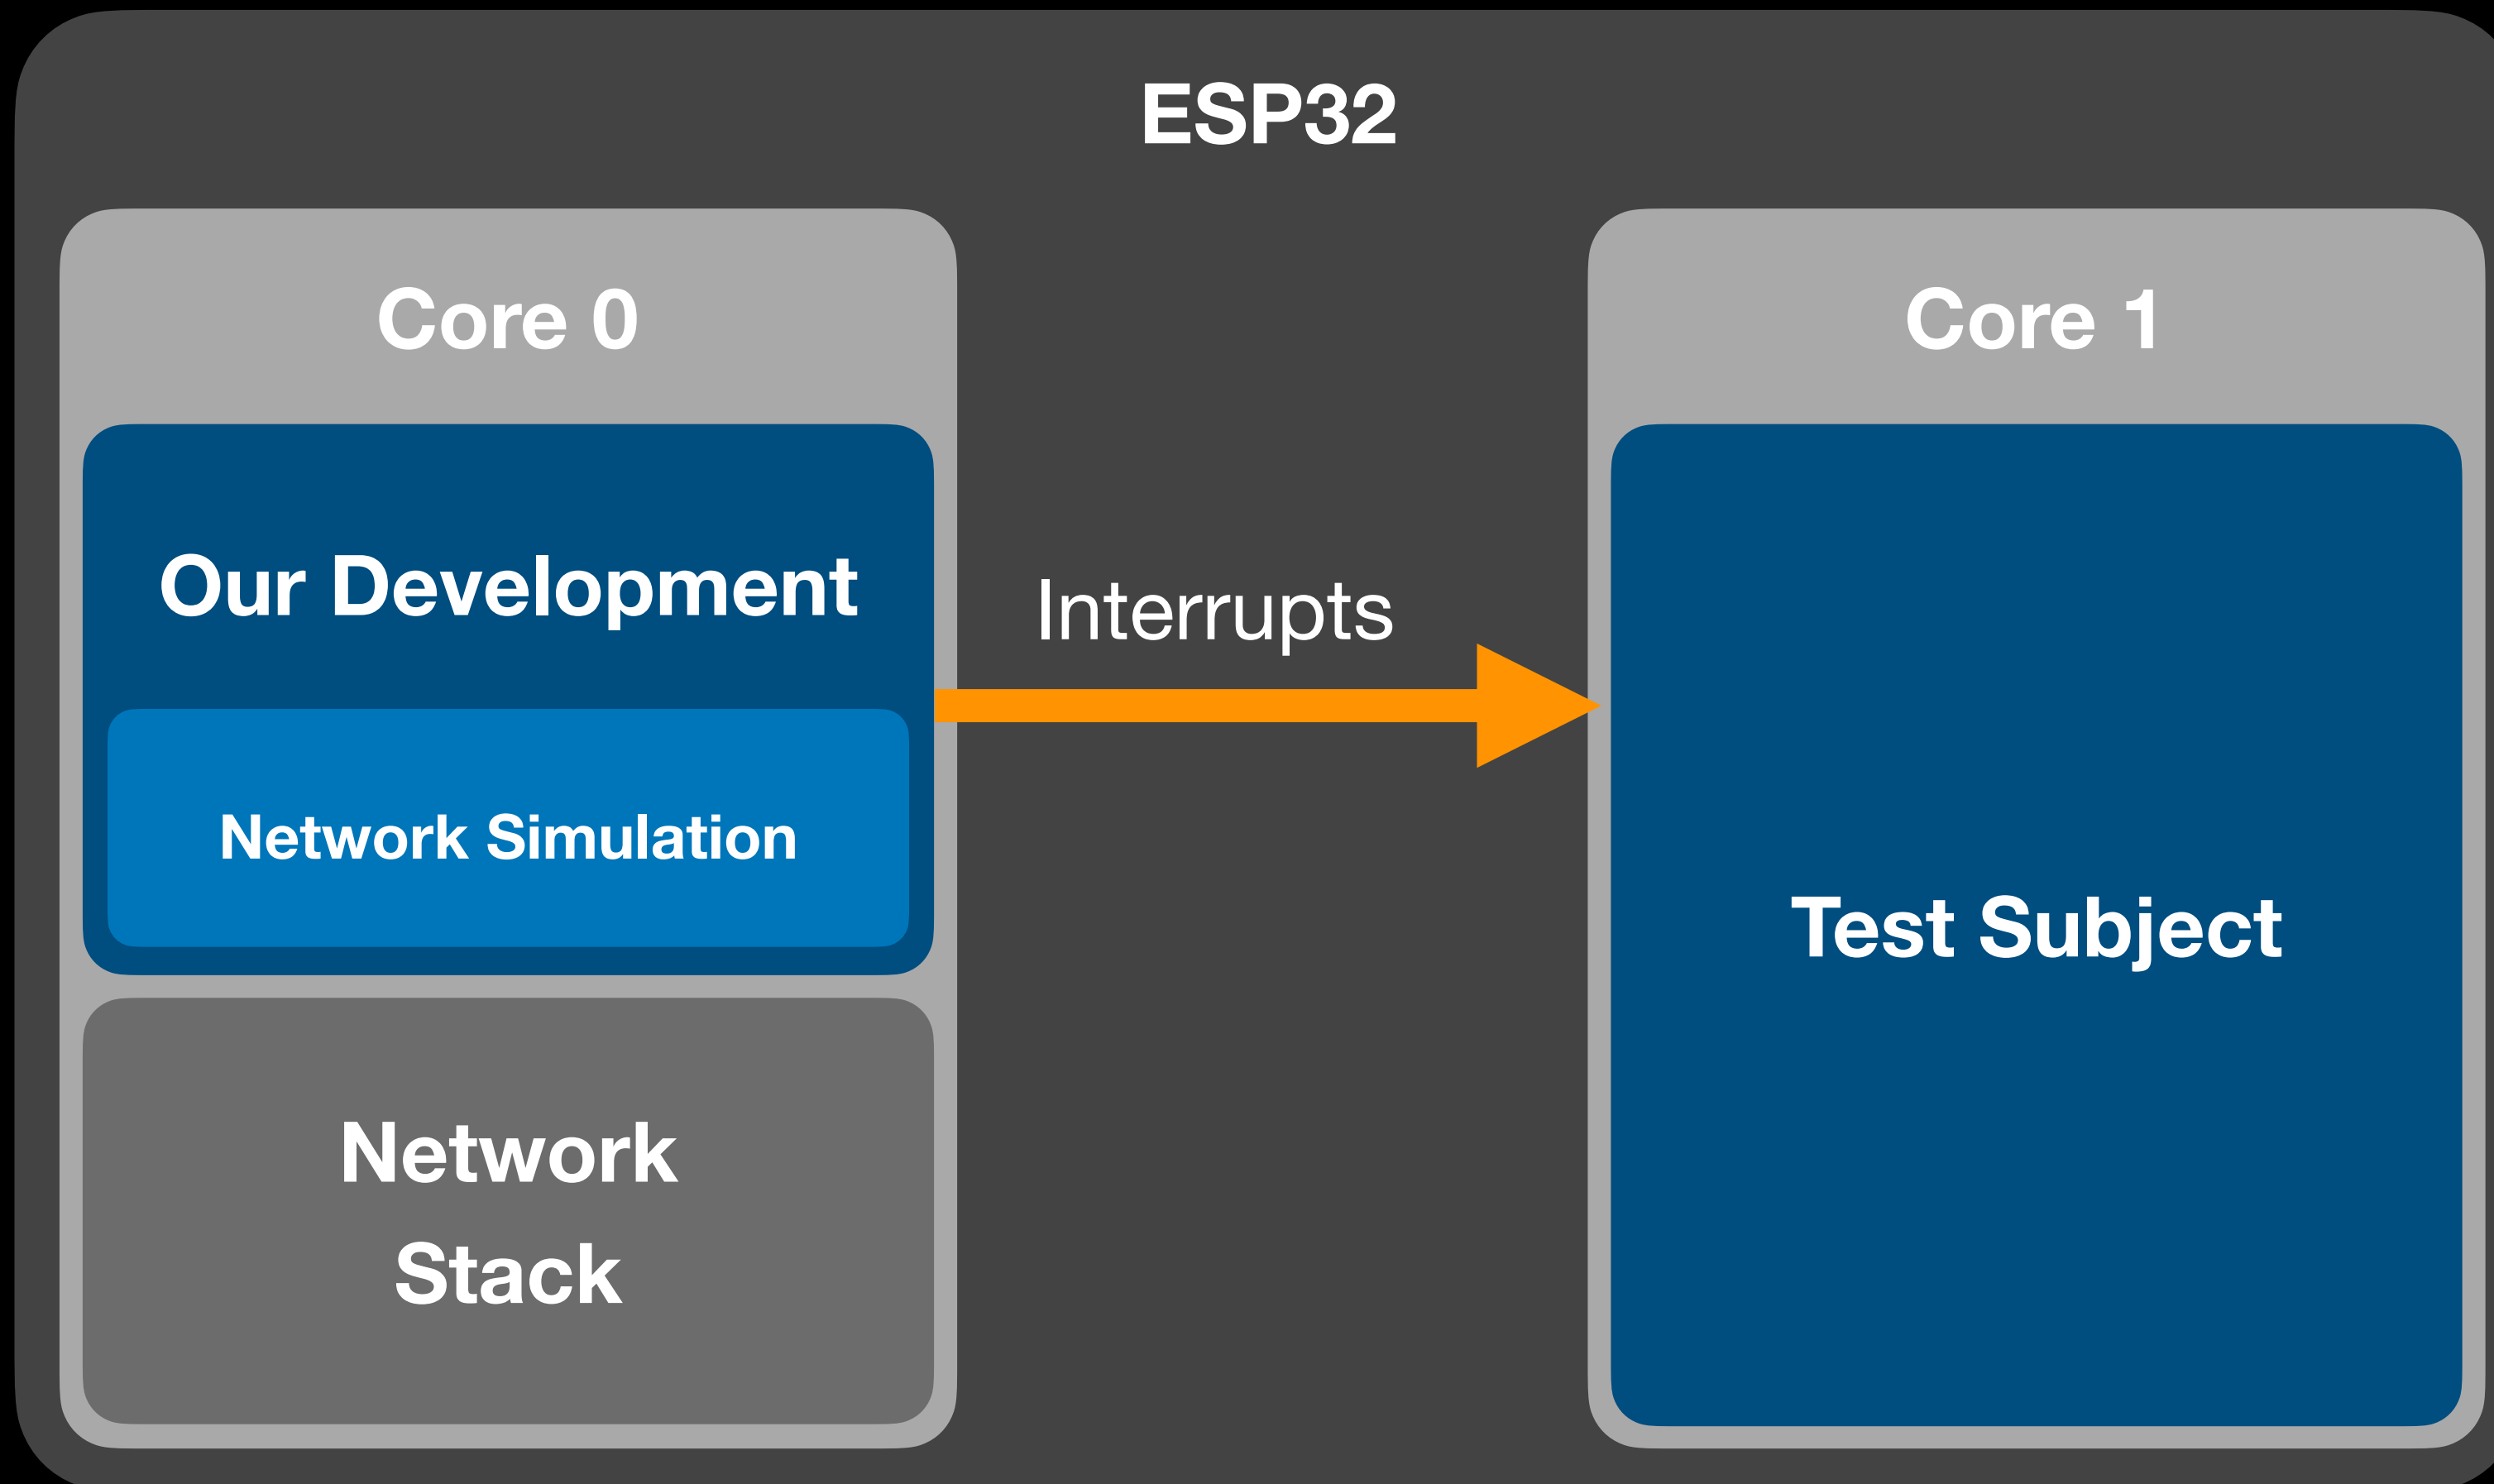 ESP32
Core 0
Our Development
Network Simulation
Network
Stack
Interrupts
Core 1
Test Subject